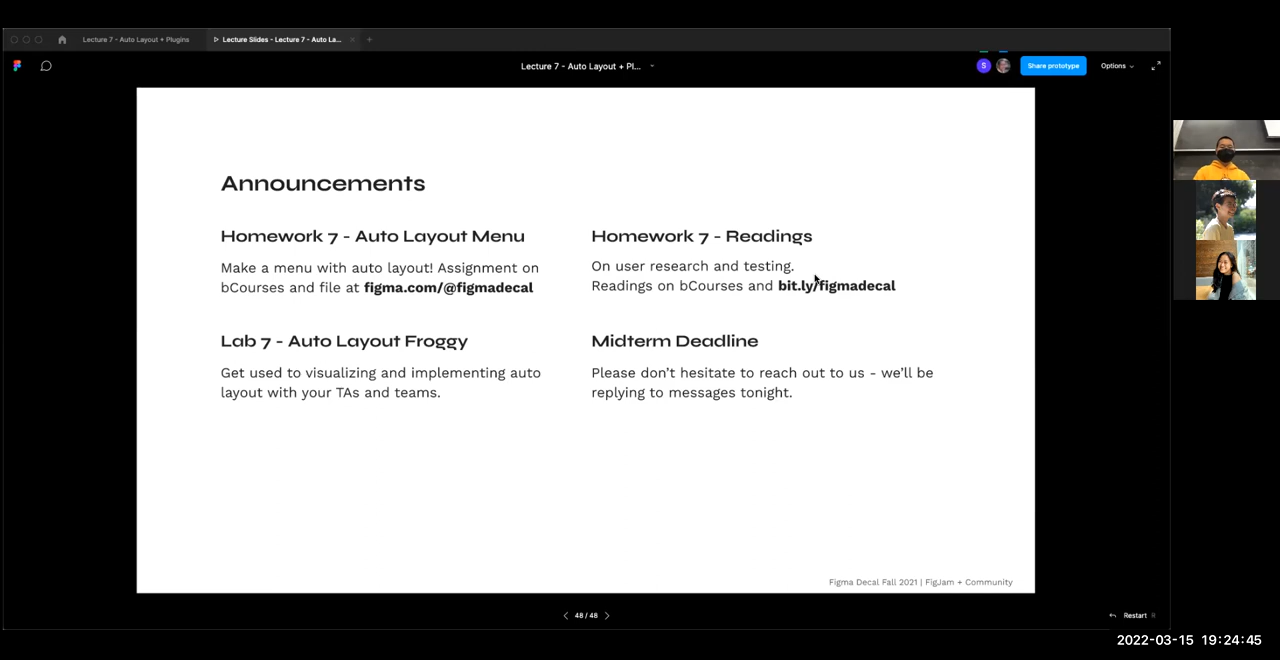 Lecture 7 - Auto Layout + Plugins
Lecture Slides - Lecture 7 - Auto La...
Lecture 7 - Auto Layout + Pl...
S
Share prototype
Options
Announcements
Homework 7 - Auto Layout Menu
Make a menu with auto layout! Assignment on
bCourses and file at figma.com/@figmadecal
Homework 7 - Readings
On user research and testing.
Readings on bCourses and bit.ly/figmadecal
Lab 7 - Auto Layout Froggy
Get used to visualizing and implementing auto
layout with your TAs and teams.
Midterm Deadline
Please don't hesitate to reach out to us - we'll be
replying to messages tonight.
Figma Decal Fall 2021 | FigJam + Community
48 / 48
Restart
2022-03-15 19:24:45